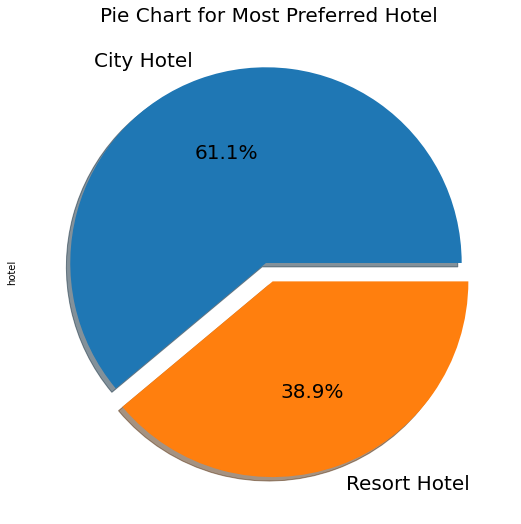 Pie Chart for Most Preferred Hotel
City Hotel
61.1%
hotel
38.9%
Resort Hotel